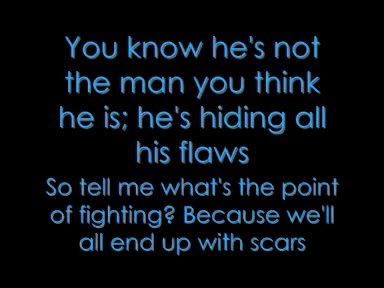 You know he's not
the man you think
he is; he's hiding all
his flaws
So tell me what's the point
of fighting? Because we'll
all end up with scars